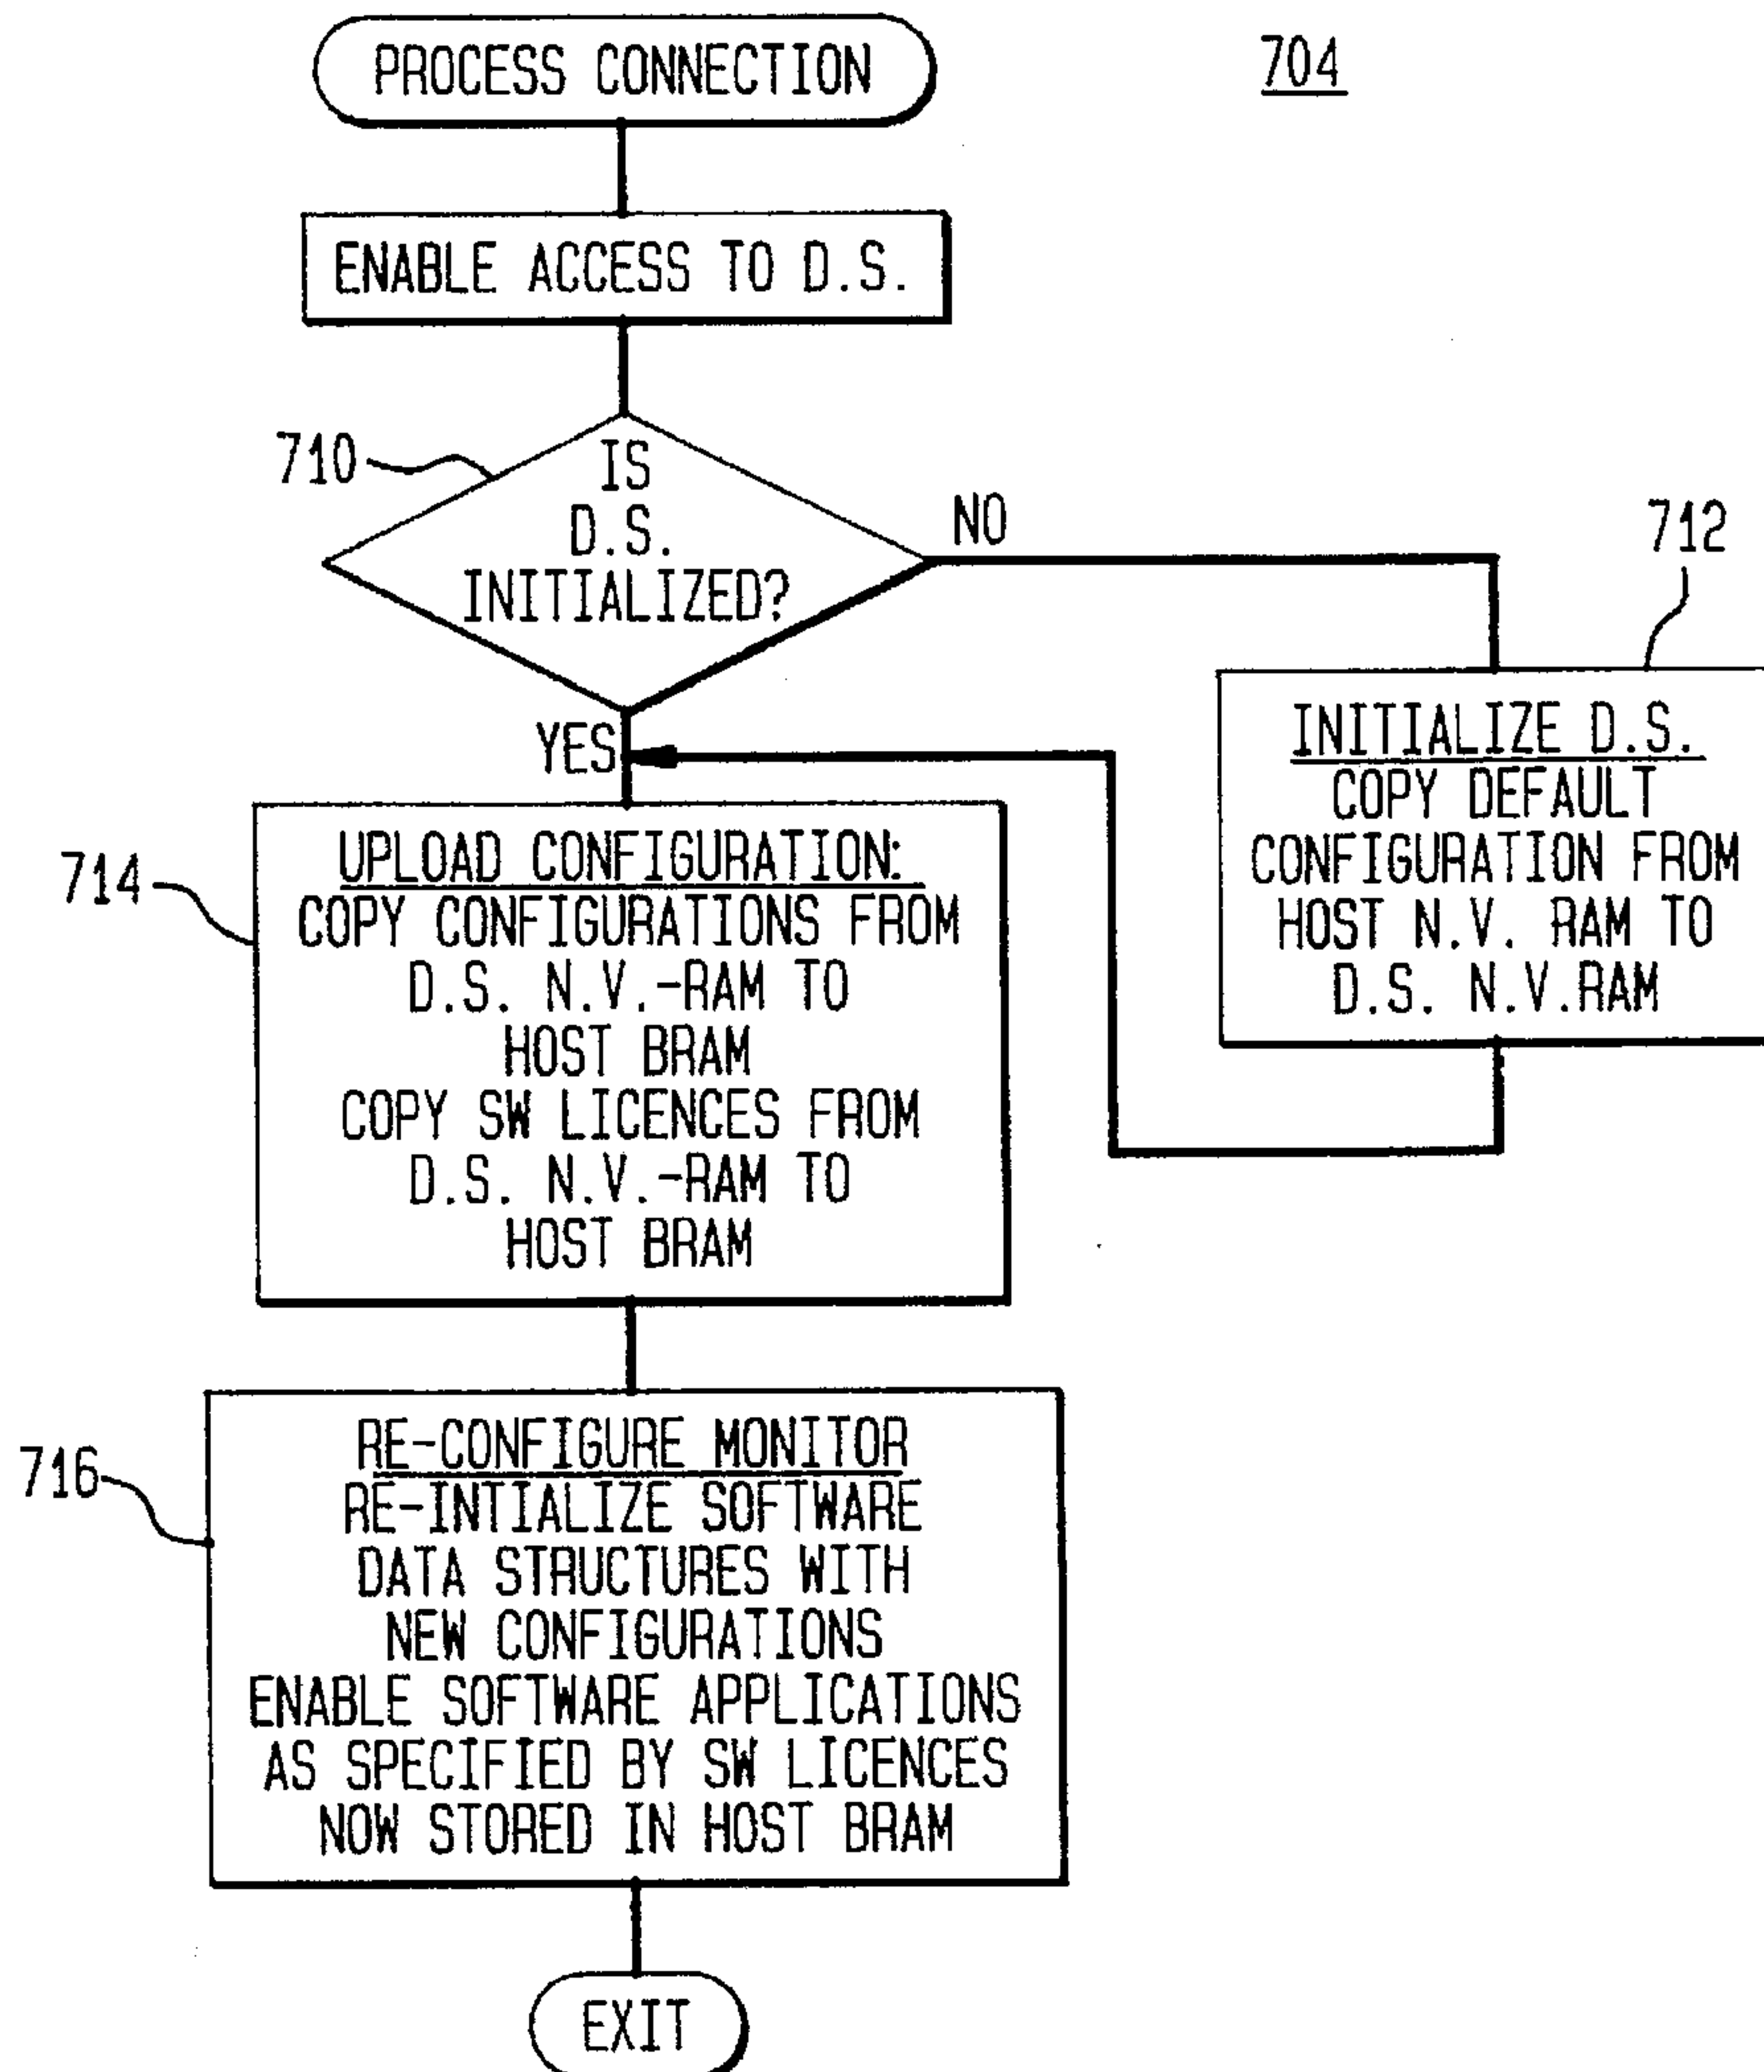 PROCESS CONNECTION
704
ENABLE ACCESS TO D.S.
710
IS
D.S.
INITIALIZED?
NO
YES
712
INITIALIZE D.S.
COPY DEFAULT
CONFIGURATION FROM
HOST N.V. RAM TO
D.S. N.V.RAM
714
UPLOAD CONFIGURATION:
COPY CONFIGURATIONS FROM
D.S. N.V.-RAM TO
HOST BRAM
COPY SW LICENCES FROM
D.S. N.V.-RAM TO
HOST BRAM
716
RE-CONFIGURE MONITOR
RE-INTIALIZE SOFTWARE
DATA STRUCTURES WITH
NEW CONFIGURATIONS
ENABLE SOFTWARE APPLICATIONS
AS SPECIFIED BY SW LICENCES
NOW STORED IN HOST BRAM
EXIT